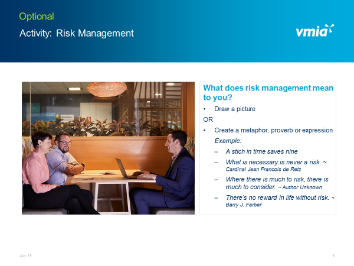 Optional
Activity: Risk Management
vmia
What does risk management mean
to you?
• Draw a picture
OR
• Create a metaphor, proverb or expression
Example:
– A stich in time saves nine
– What is necessary is never a risk ~
Cardinal Jean Francois de Retz
– Where there is much to risk, there is
much to consider. ~ Author Unknown
– There's no reward in life without risk. ~
Barry J. Farber